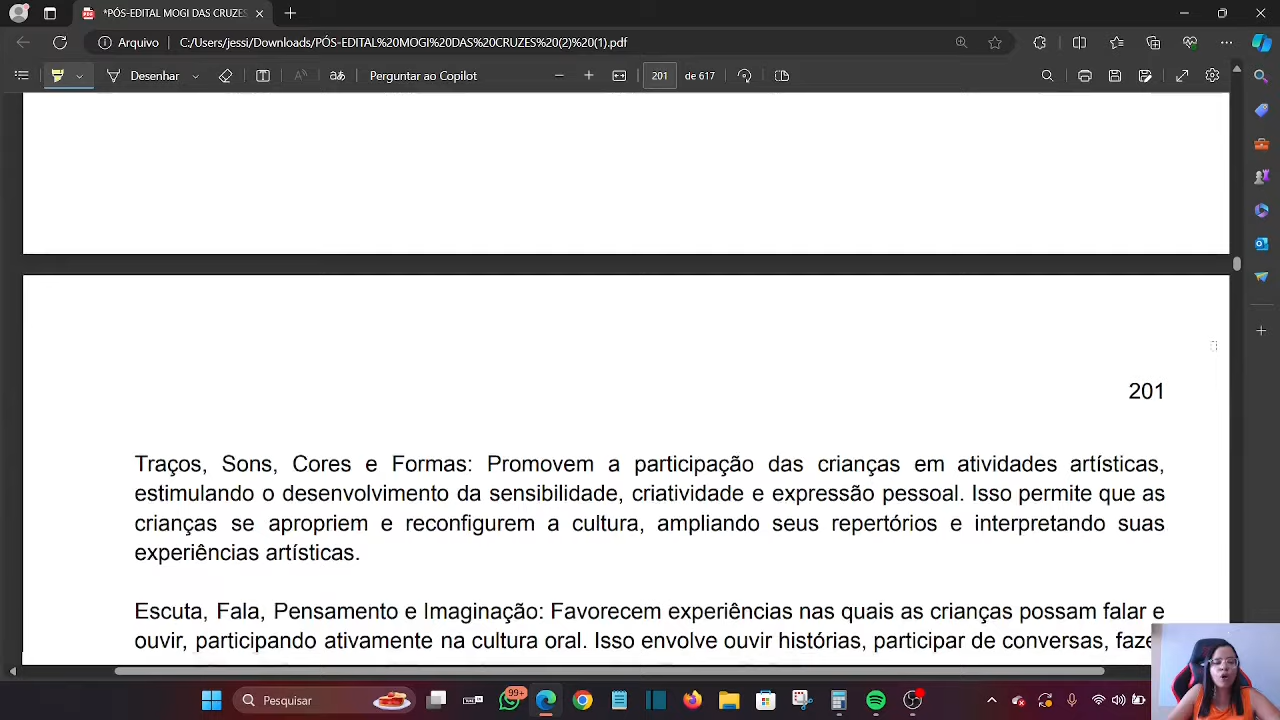 *PÓS-EDITAL MOGI DAS CRUZES
Arquivo
C:/Users/jessi/Downloads/PÓS-EDITAL%20MOGI%20DAS%20CRUZES%20(2)%20(1).pdf
Desenhar
Perguntar ao Copilot
201
de 617
201
Traços, Sons, Cores e Formas: Promovem a participação das crianças em atividades artísticas,
estimulando o desenvolvimento da sensibilidade, criatividade e expressão pessoal. Isso permite que as
crianças se apropriem e reconfigurem a cultura, ampliando seus repertórios e interpretando suas
experiências artísticas.
Escuta, Fala, Pensamento e Imaginação: Favorecem experiências nas quais as crianças possam falar e
ouvir, participando ativamente na cultura oral. Isso envolve ouvir histórias, participar de conversas, faze
Pesquisar
99+